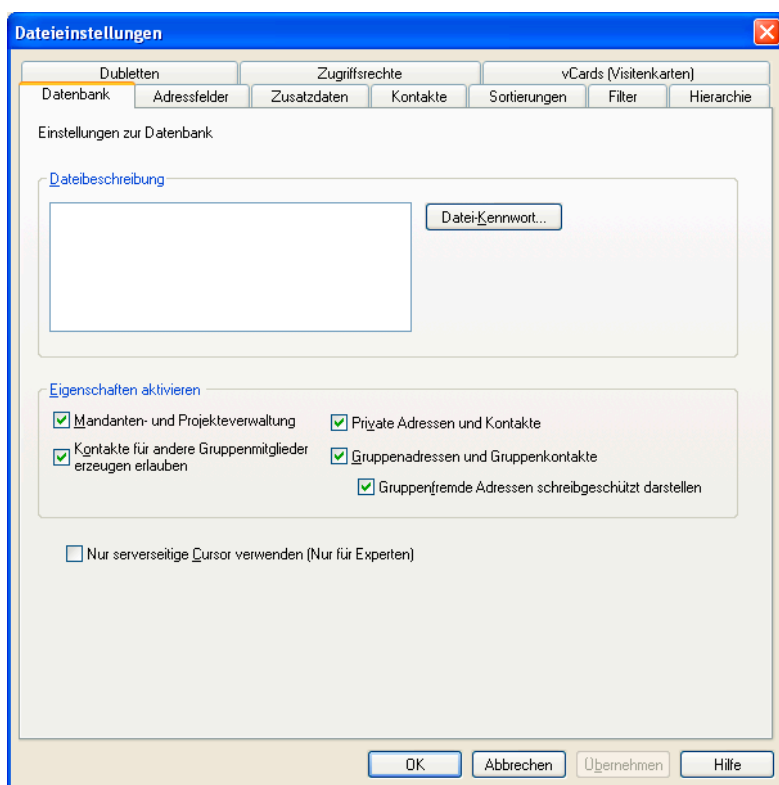 Dateieinstellungen
Dubletten
Zugriffsrechte
vCards (Visitenkarten)
Datenbank
Adressfelder
Zusatzdaten
Kontakte
Sortierungen
Filter
Hierarchie
Einstellungen zur Datenbank
Dateibeschreibung
Datei-Kennwort...
Eigenschaften aktivieren
Mandanten- und Projekteverwaltung
Private Adressen und Kontakte
Kontakte für andere Gruppenmitglieder
erzeugen erlauben
Gruppenadressen und Gruppenkontakte
Gruppenfremde Adressen schreibgeschützt darstellen
Nur serverseitige Cursor verwenden (Nur für Experten)
OK
Abbrechen
Übernehmen
Hilfe